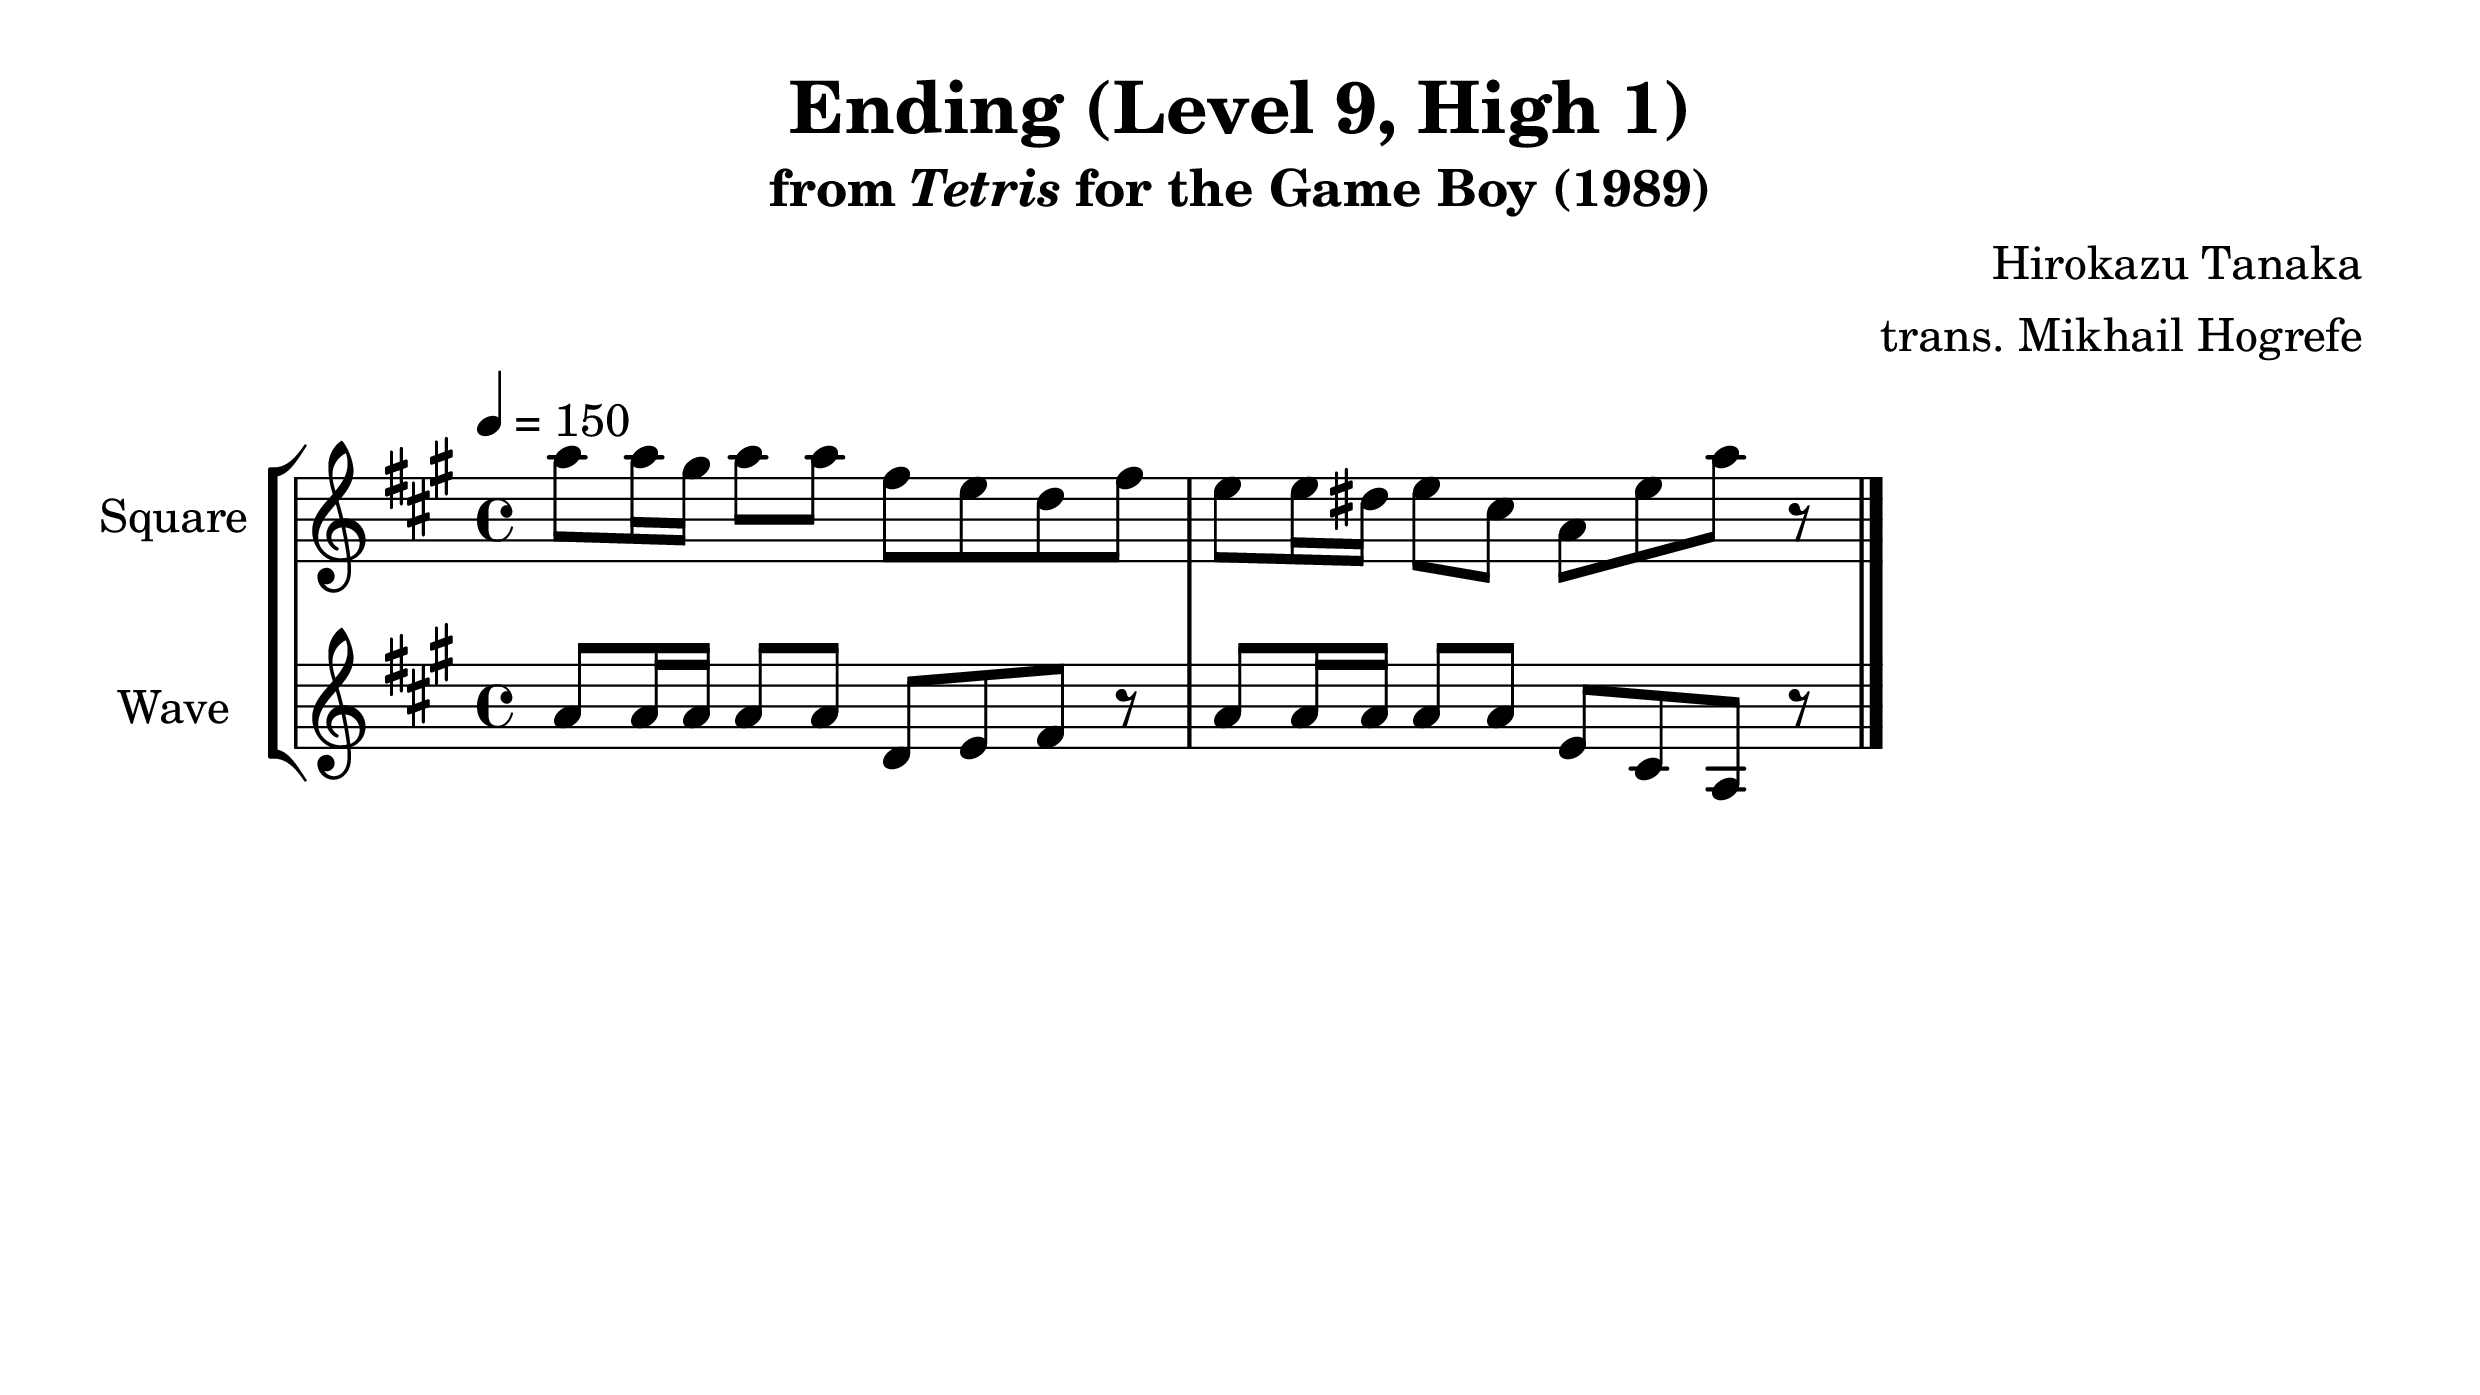 Ending (Level 9, High 1)
from Tetris for the Game Boy (1989)
Hirokazu Tanaka
trans. Mikhail Hogrefe
= 150
Square
Wave